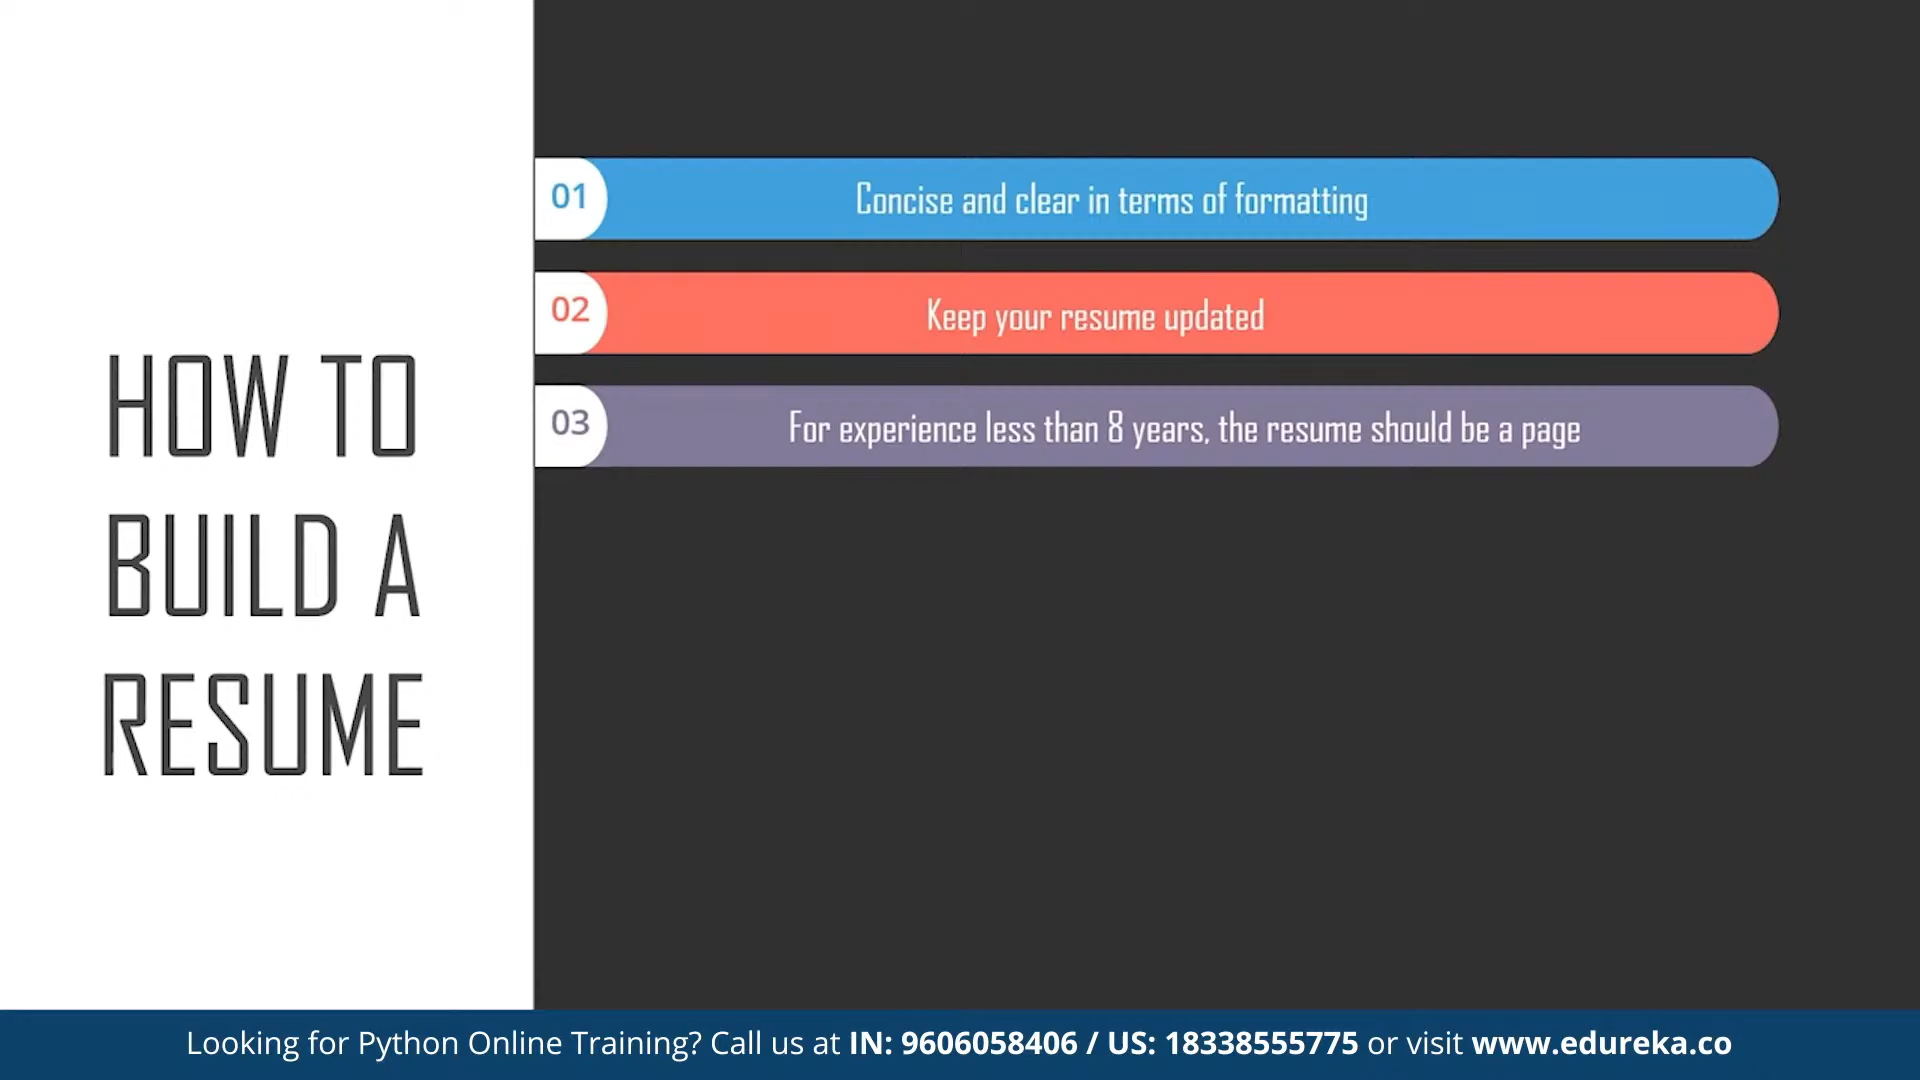 HOW TO
BUILD A
RESUME
01
Concise and clear in terms of formatting
02
Keep your resume updated
03
For experience less than 8 years, the resume should be a page
Looking for Python Online Training? Call us at IN: 9606058406 / US: 18338555775 or visit www.edureka.co